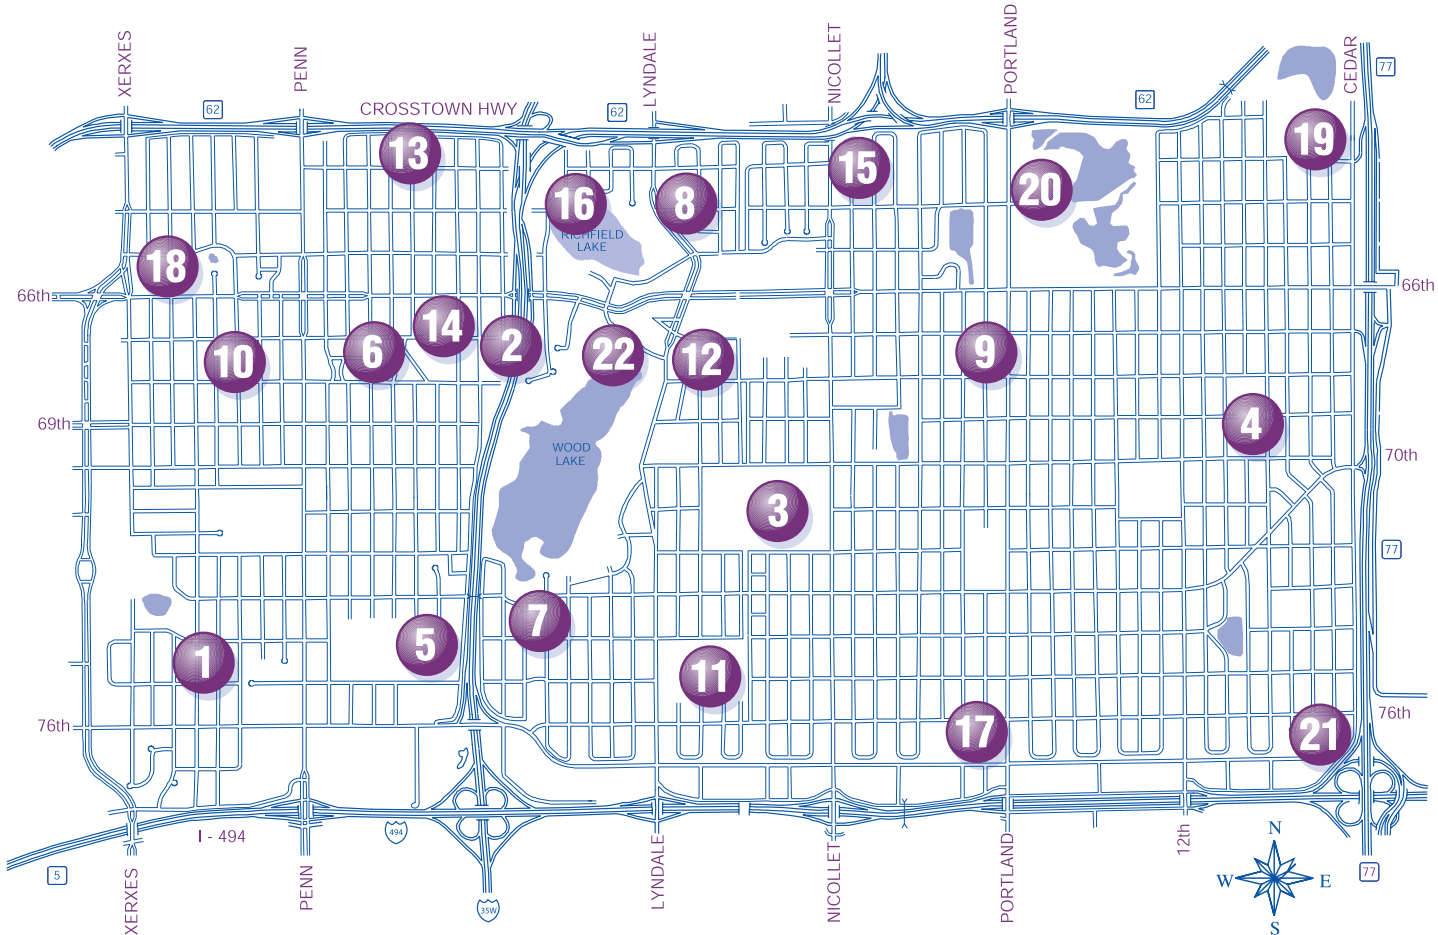 XERXES
PENN
LYNDALE
NICOLLET
PORTLAND
CEDAR
77
62
CROSSTOWN HWY
62
62
13
19
15
20
16
8
RICHFIELD
LAKE
18
66th
66th
14
2
6
10
22
12
9
4
69th
70th
WOOD
LAKE
3
77
7
5
1
11
76th
76th
17
21
I - 494
494
12th
5
XERXES
PENN
35W
LYNDALE
NICOLLET
PORTLAND
77
N
W
E
S